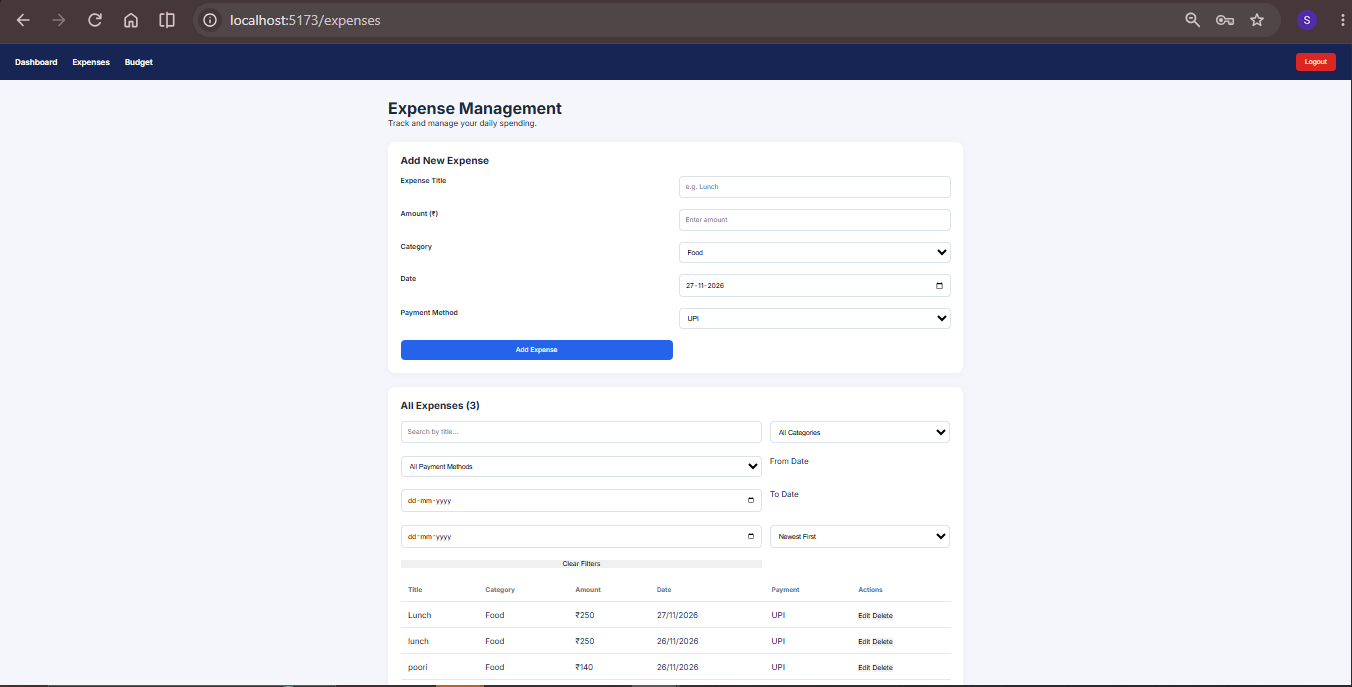 localhost:5173/expenses
S
Dashboard Expenses Budget Logout
Expense Management
Track and manage your daily spending.
Add New Expense
Expense Title e.g. Lunch
Amount (₹) Enter amount
Category Food
Date 27-11-2026
Payment Method UPI
Add Expense
All Expenses (3)
Search by title... All Categories
All Payment Methods From Date
dd-mm-yyyy To Date
dd-mm-yyyy Newest First
Clear Filters
Title Category Amount Date Payment Actions
Lunch Food ₹250 27/11/2026 UPI Edit Delete
lunch Food ₹250 26/11/2026 UPI Edit Delete
poori Food ₹140 26/11/2026 UPI Edit Delete